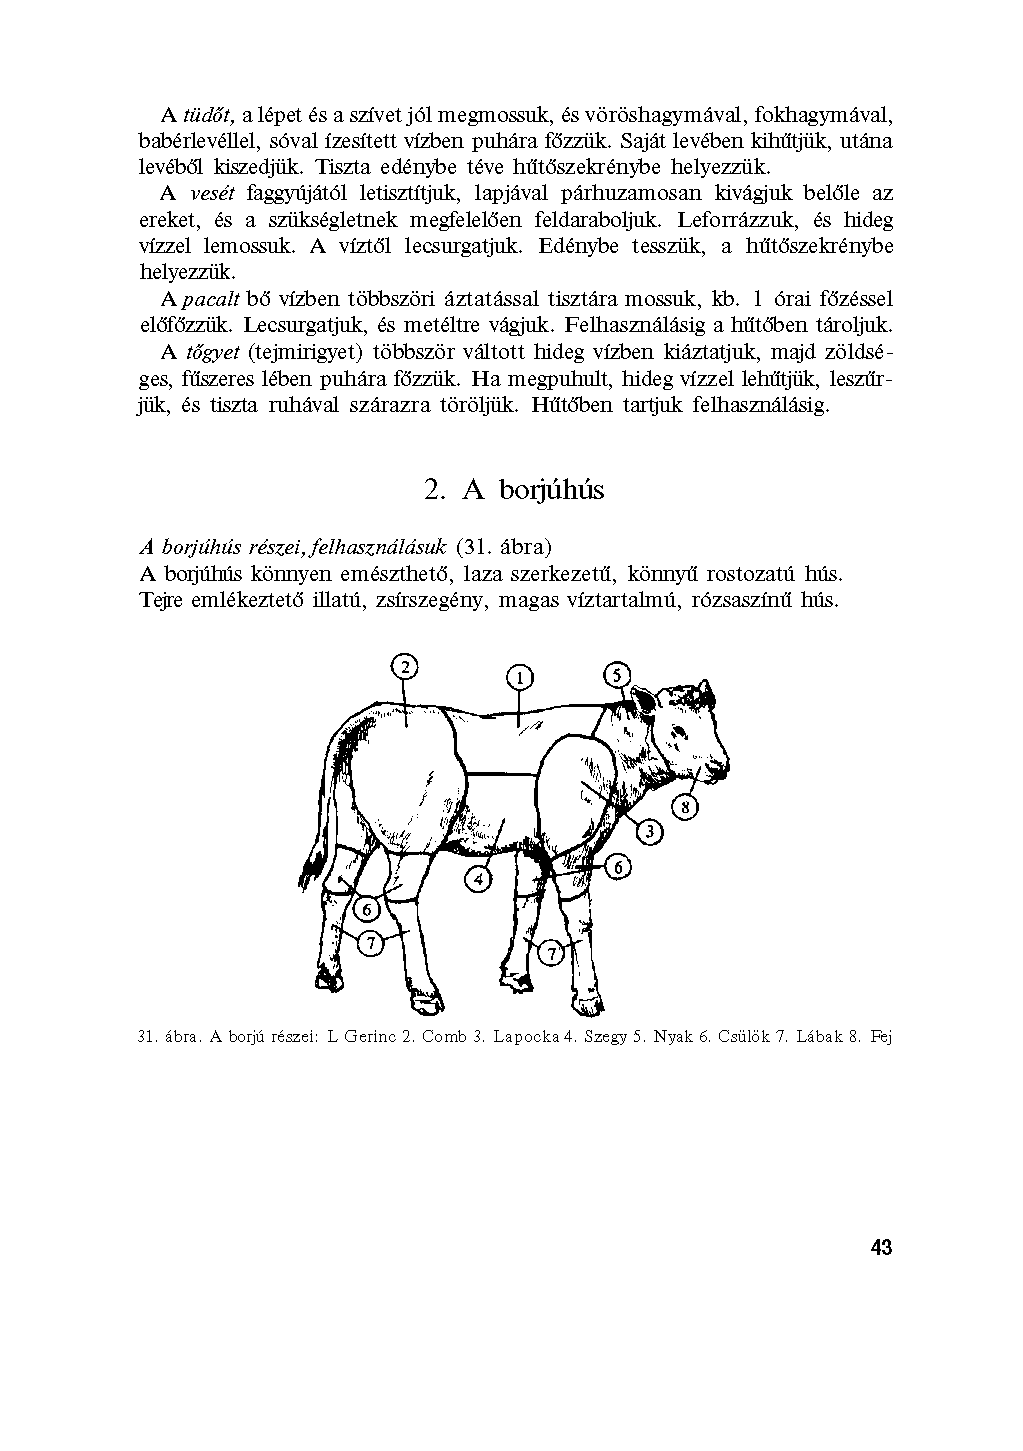 A tüdőt, a lépet és a szívet jól megmossuk, és vöröshagymával, fokhagymával,
babérlevéllel, sóval ízesített vízben puhára főzzük. Saját levében kihűtjük, utána
levéből kiszedjük. Tiszta edénybe téve hűtőszekrénybe helyezzük.
A vesét faggyújától letisztítjuk, lapjával párhuzamosan kivágjuk belőle az
ereket, és a szükségletnek megfelelően feldaraboljuk. Leforrázzuk, és hideg
vízzel lemossuk. A víztől lecsurgatjuk. Edénybe tesszük, a hűtőszekrénybe
helyezzük.
A pacalt bő vízben többszöri áztatással tisztára mossuk, kb. 1 órai főzéssel
előfőzzük. Lecsurgatjuk, és metéltre vágjuk. Felhasználásig a hűtőben tároljuk.
A tőgyet (tejmirigyet) többször váltott hideg vízben kiáztatjuk, majd zöldsé-
ges, fűszeres lében puhára főzzük. Ha megpuhult, hideg vízzel lehűtjük, leszűr-
jük, és tiszta ruhával szárazra töröljük. Hűtőben tartjuk felhasználásig.
2. A borjúhús
A borjúhús részei, felhasználásuk (31. ábra)
A borjúhús könnyen emészthető, laza szerkezetű, könnyű rostozatú hús.
Tejre emlékeztető illatú, zsírszegény, magas víztartalmú, rózsaszínű hús.
2
1
5
8
3
6
4
6
7
7
31. ábra. A borjú részei: L Gerinc 2. Comb 3. Lapocka 4. Szegy 5. Nyak 6. Csülök 7. Lábak 8. Fej
43